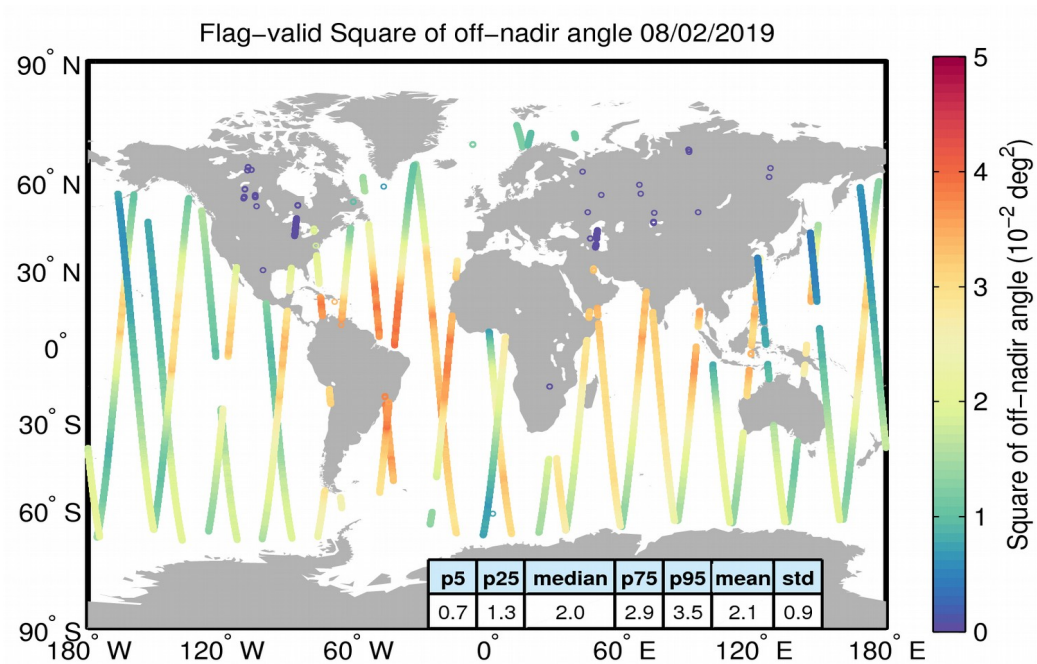 Flag−valid Square of off−nadir angle 08/02/2019
90° N
60° N
30° N
0°
30° S
60° S
90° S
180° W
120° W
60° W
0°
60° E
120° E
180° E
p5 p25 median p75 p95 mean std
0.7 1.3 2.0 2.9 3.5 2.1 0.9
5
4
3
2
1
0
Square of off−nadir angle (10⁻² deg²)